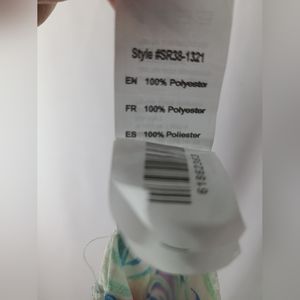 Style #SR38-1321
EN 100% Polyester
FR 100% Polyester
ES 100% Poliester